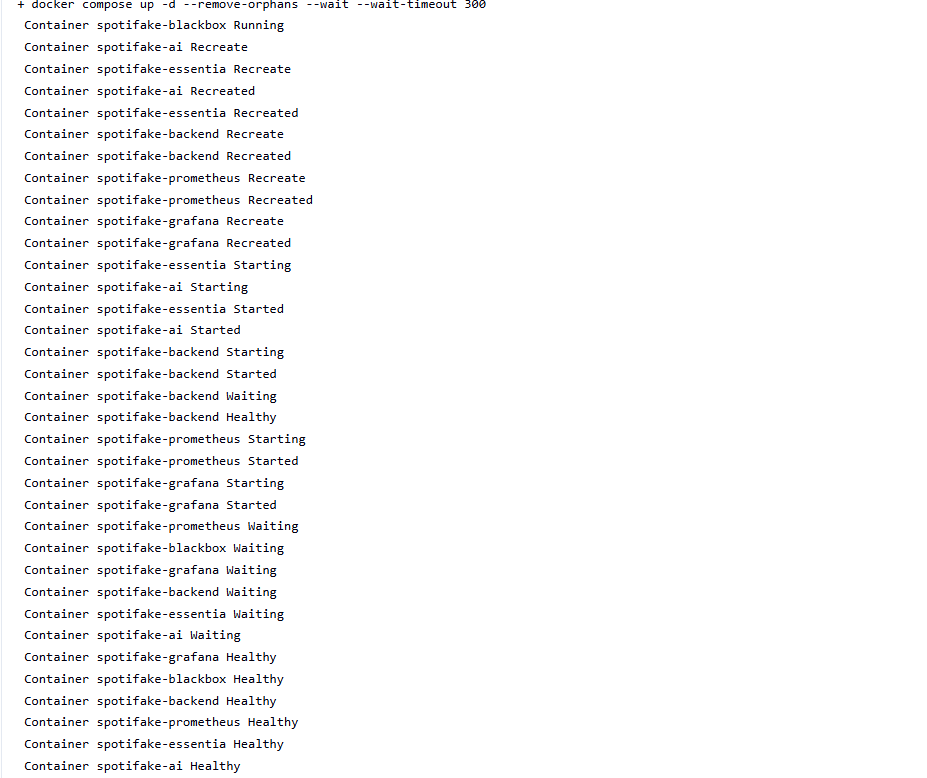 + docker compose up -d --remove-orphans --wait --wait-timeout 300
Container spotifake-blackbox Running
Container spotifake-ai Recreate
Container spotifake-essentia Recreate
Container spotifake-ai Recreated
Container spotifake-essentia Recreated
Container spotifake-backend Recreate
Container spotifake-backend Recreated
Container spotifake-prometheus Recreate
Container spotifake-prometheus Recreated
Container spotifake-grafana Recreate
Container spotifake-grafana Recreated
Container spotifake-essentia Starting
Container spotifake-ai Starting
Container spotifake-essentia Started
Container spotifake-ai Started
Container spotifake-backend Starting
Container spotifake-backend Started
Container spotifake-backend Waiting
Container spotifake-backend Healthy
Container spotifake-prometheus Starting
Container spotifake-prometheus Started
Container spotifake-grafana Starting
Container spotifake-grafana Started
Container spotifake-prometheus Waiting
Container spotifake-blackbox Waiting
Container spotifake-grafana Waiting
Container spotifake-backend Waiting
Container spotifake-essentia Waiting
Container spotifake-ai Waiting
Container spotifake-grafana Healthy
Container spotifake-blackbox Healthy
Container spotifake-backend Healthy
Container spotifake-prometheus Healthy
Container spotifake-essentia Healthy
Container spotifake-ai Healthy